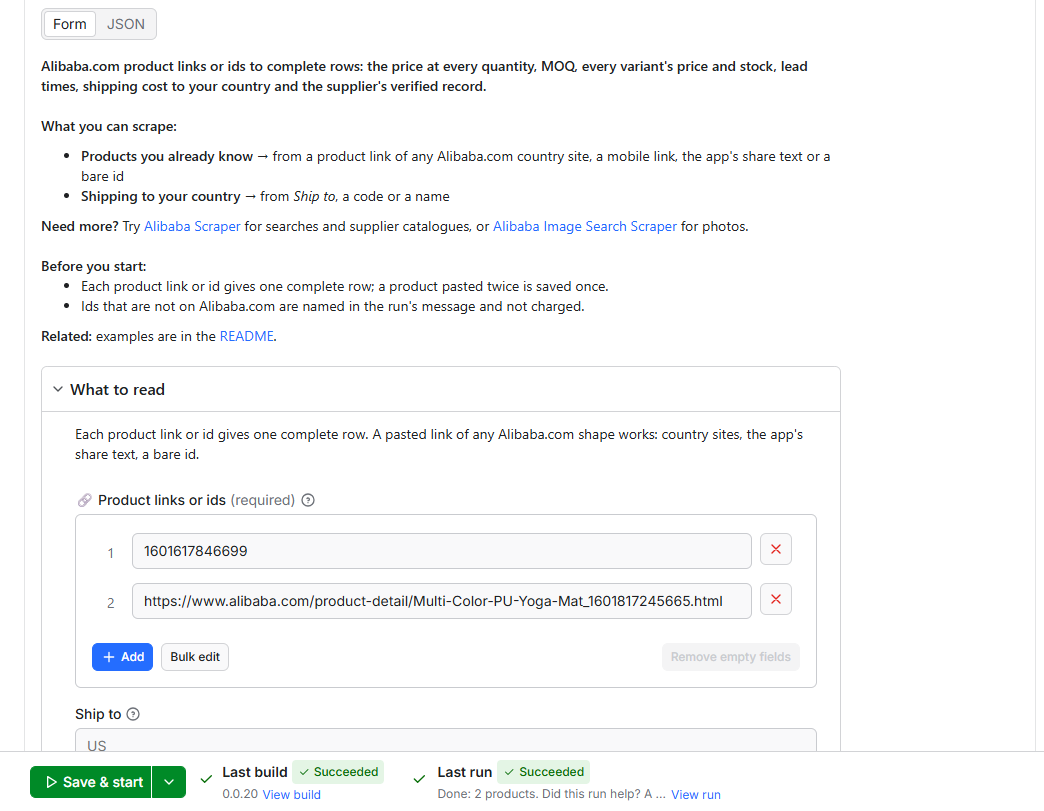 Form JSON
Alibaba.com product links or ids to complete rows: the price at every quantity, MOQ, every variant's price and stock, lead
times, shipping cost to your country and the supplier's verified record.
What you can scrape:
• Products you already know → from a product link of any Alibaba.com country site, a mobile link, the app's share text or a
bare id
• Shipping to your country → from Ship to, a code or a name
Need more? Try Alibaba Scraper for searches and supplier catalogues, or Alibaba Image Search Scraper for photos.
Before you start:
• Each product link or id gives one complete row; a product pasted twice is saved once.
• Ids that are not on Alibaba.com are named in the run's message and not charged.
Related: examples are in the README.
What to read
Each product link or id gives one complete row. A pasted link of any Alibaba.com shape works: country sites, the app's
share text, a bare id.
Product links or ids (required)
1 1601617846699
2 https://www.alibaba.com/product-detail/Multi-Color-PU-Yoga-Mat_1601817245665.html
+ Add Bulk edit Remove empty fields
Ship to
US
Save & start Last build Succeeded Last run Succeeded
0.0.20 View build Done: 2 products. Did this run help? A ... View run